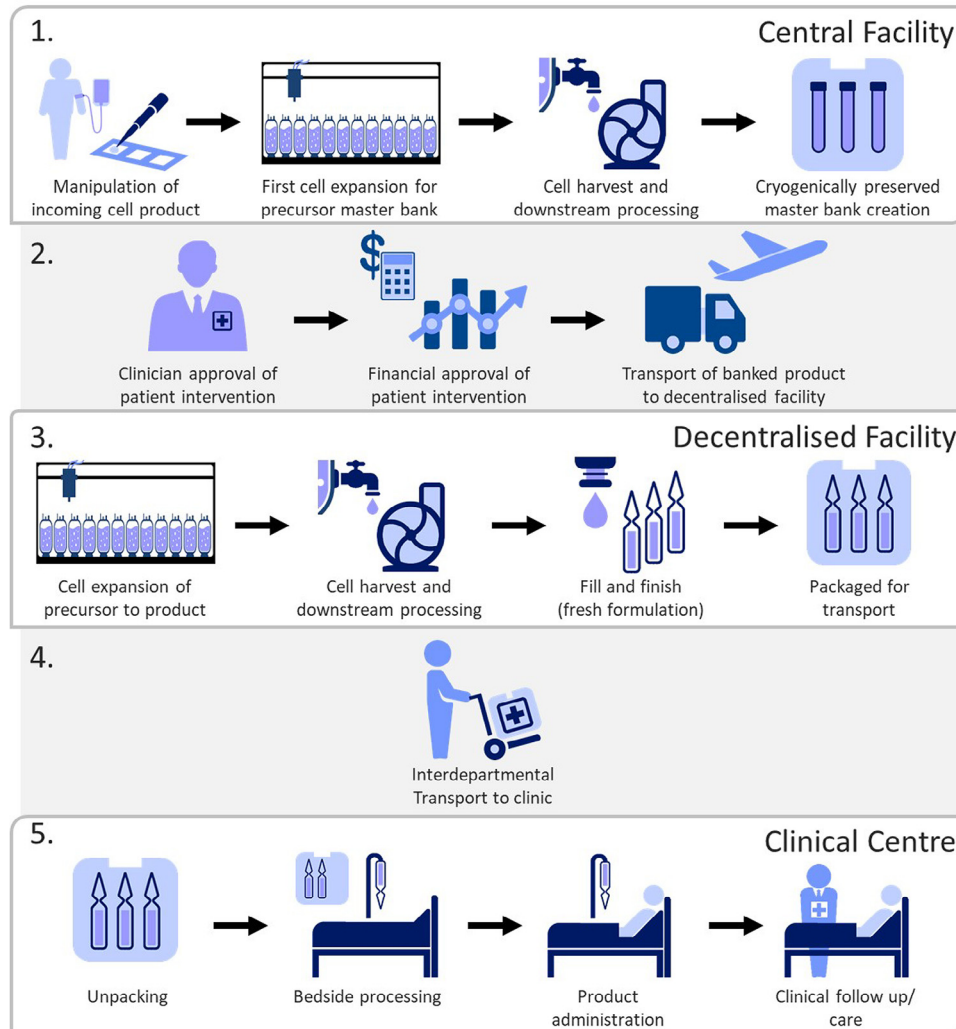 1.
Central Facility
Manipulation of
incoming cell product
First cell expansion for
precursor master bank
Cell harvest and
downstream processing
Cryogenically preserved
master bank creation
2.
$
Clinician approval of
patient intervention
Financial approval of
patient intervention
Transport of banked product
to decentralised facility
3.
Decentralised Facility
Cell expansion of
precursor to product
Cell harvest and
downstream processing
Fill and finish
(fresh formulation)
Packaged for
transport
4.
Interdepartmental
Transport to clinic
5.
Clinical Centre
Unpacking
Bedside processing
Product
administration
Clinical follow up/
care